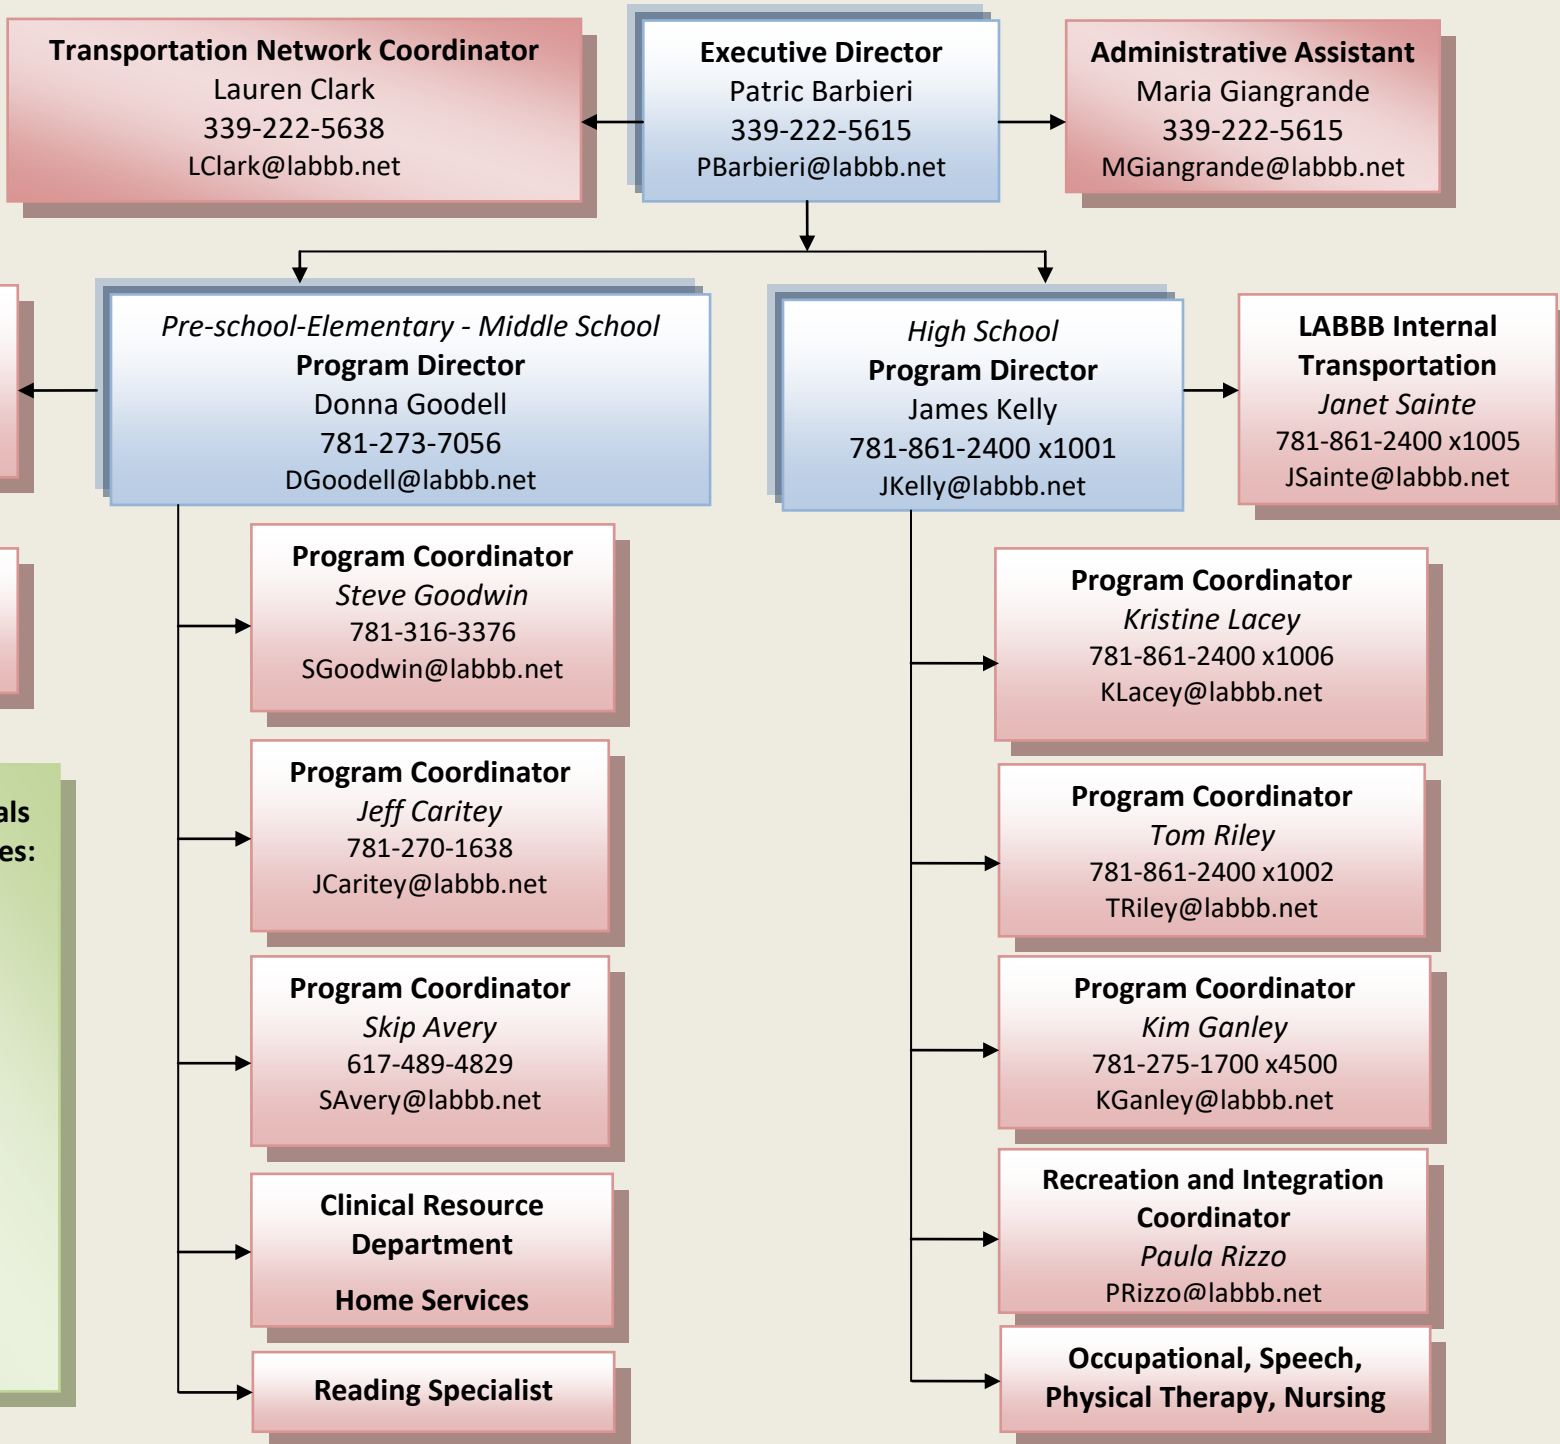 Transportation Network Coordinator
Lauren Clark
339-222-5638
LClark@labbb.net
Executive Director
Patric Barbieri
339-222-5615
PBarbieri@labbb.net
Administrative Assistant
Maria Giangrande
339-222-5615
MGiangrande@labbb.net
Pre-school-Elementary - Middle School
Program Director
Donna Goodell
781-273-7056
DGoodell@labbb.net
High School
Program Director
James Kelly
781-861-2400 x1001
JKelly@labbb.net
LABBB Internal
Transportation
Janet Sainte
781-861-2400 x1005
JSainte@labbb.net
Program Coordinator
Steve Goodwin
781-316-3376
SGoodwin@labbb.net
Program Coordinator
Jeff Caritey
781-270-1638
JCaritey@labbb.net
Program Coordinator
Skip Avery
617-489-4829
SAvery@labbb.net
Clinical Resource
Department
Home Services
Reading Specialist
Program Coordinator
Kristine Lacey
781-861-2400 x1006
KLacey@labbb.net
Program Coordinator
Tom Riley
781-861-2400 x1002
TRiley@labbb.net
Program Coordinator
Kim Ganley
781-275-1700 x4500
KGanley@labbb.net
Recreation and Integration
Coordinator
Paula Rizzo
PRizzo@labbb.net
Occupational, Speech,
Physical Therapy, Nursing
als
es: